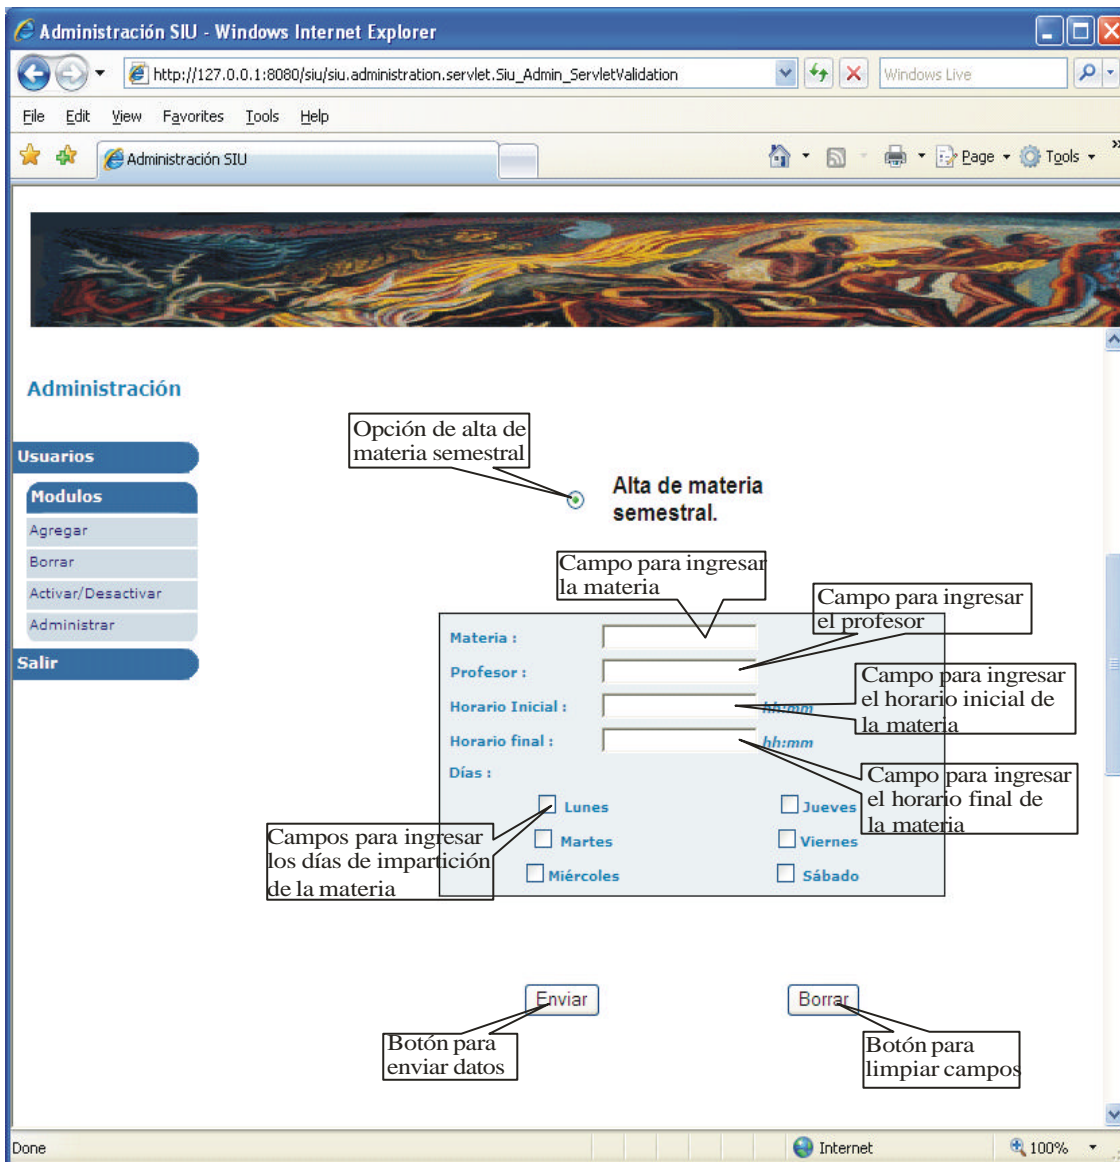 Administración SIU - Windows Internet Explorer
http://127.0.0.1:8080/siu/siu.administration.servlet.Siu_Admin_ServletValidation
Windows Live
File Edit View Favorites Tools Help
Administración SIU
Page Tools »
Administración
Usuarios
Modulos
Agregar
Borrar
Activar/Desactivar
Administrar
Salir
Opción de alta de
materia semestral
Alta de materia
semestral.
Campo para ingresar
la materia
Campo para ingresar
el profesor
Materia :
Profesor :
Campo para ingresar
el horario inicial de
la materia
Horario Inicial : hh:mm
Horario final : hh:mm
Campo para ingresar
el horario final de
la materia
Días :
Lunes Jueves
Martes Viernes
Miércoles Sábado
Campos para ingresar
los días de impartición
de la materia
Enviar Borrar
Botón para
enviar datos
Botón para
limpiar campos
Done Internet 100%